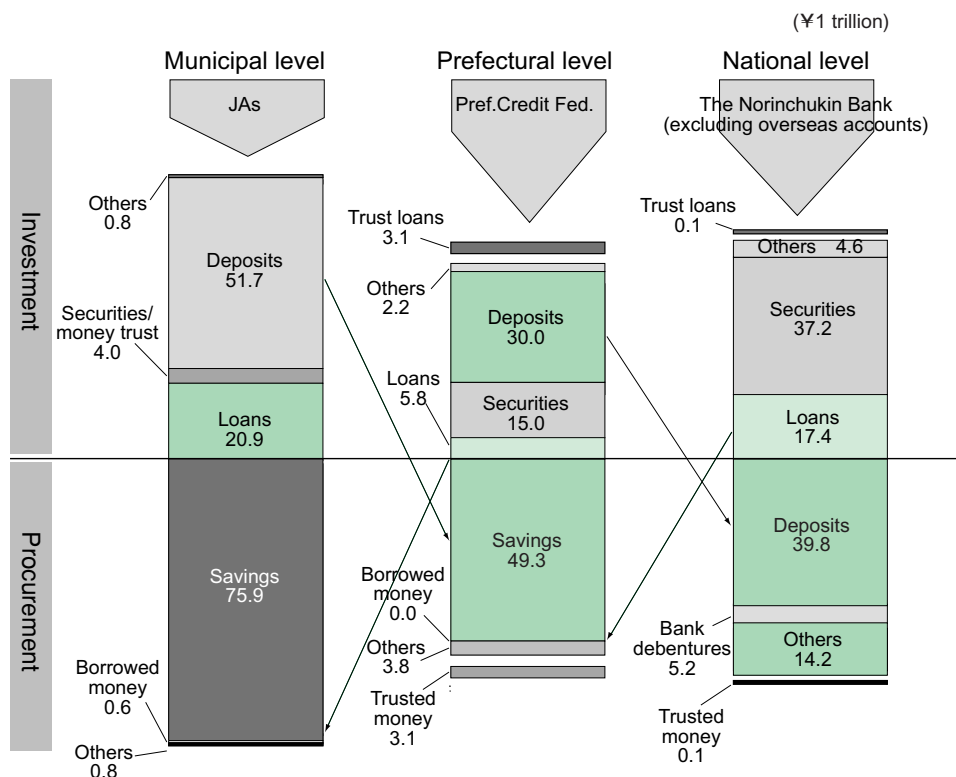 (¥1 trillion)
Municipal level
Prefectural level
National level
JAs
Pref.Credit Fed.
The Norinchukin Bank
(excluding overseas accounts)
Investment
Others
0.8
Deposits
51.7
Securities/
money trust
4.0
Loans
20.9
Trust loans
3.1
Others
2.2
Deposits
30.0
Loans
5.8
Securities
15.0
Trust loans
0.1
Others 4.6
Securities
37.2
Loans
17.4
Procurement
Savings
75.9
Borrowed
money
0.6
Others
0.8
Savings
49.3
Borrowed
money
0.0
Others
3.8
Trusted
money
3.1
Deposits
39.8
Bank
debentures
5.2
Others
14.2
Trusted
money
0.1